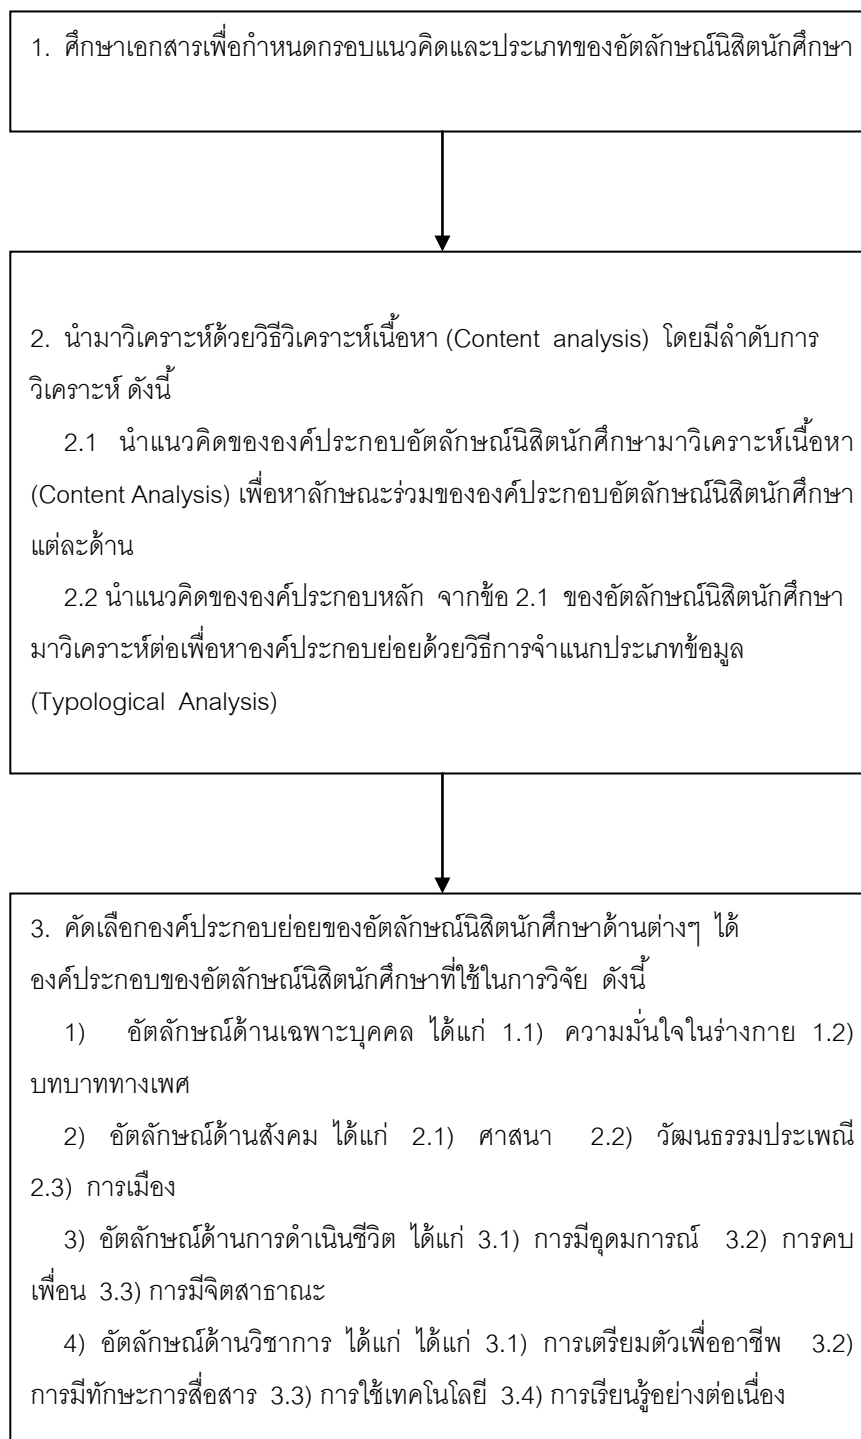 1. ศึกษาเอกสารเพื่อกำหนดกรอบแนวคิดและประเภทของอัตลักษณ์นิสิตนักศึกษา
2. นำมาวิเคราะห์ด้วยวิธีวิเคราะห์เนื้อหา (Content analysis) โดยมีลำดับการ
วิเคราะห์ ดังนี้
2.1 นำแนวคิดขององค์ประกอบอัตลักษณ์นิสิตนักศึกษามาวิเคราะห์เนื้อหา
(Content Analysis) เพื่อหาลักษณะร่วมขององค์ประกอบอัตลักษณ์นิสิตนักศึกษา
แต่ละด้าน
2.2 นำแนวคิดขององค์ประกอบหลัก จากข้อ 2.1 ของอัตลักษณ์นิสิตนักศึกษา
มาวิเคราะห์ต่อเพื่อหาองค์ประกอบย่อยด้วยวิธีการจำแนกประเภทข้อมูล
(Typological Analysis)
3. คัดเลือกองค์ประกอบย่อยของอัตลักษณ์นิสิตนักศึกษาด้านต่างๆ ได้
องค์ประกอบของอัตลักษณ์นิสิตนักศึกษาที่ใช้ในการวิจัย ดังนี้
1) อัตลักษณ์ด้านเฉพาะบุคคล ได้แก่ 1.1) ความมั่นใจในร่างกาย 1.2)
บทบาททางเพศ
2) อัตลักษณ์ด้านสังคม ได้แก่ 2.1) ศาสนา 2.2) วัฒนธรรมประเพณี
2.3) การเมือง
3) อัตลักษณ์ด้านการดำเนินชีวิต ได้แก่ 3.1) การมีอุดมการณ์ 3.2) การคบ
เพื่อน 3.3) การมีจิตสาธาณะ
4) อัตลักษณ์ด้านวิชาการ ได้แก่ ได้แก่ 3.1) การเตรียมตัวเพื่ออาชีพ 3.2)
การมีทักษะการสื่อสาร 3.3) การใช้เทคโนโลยี 3.4) การเรียนรู้อย่างต่อเนื่อง